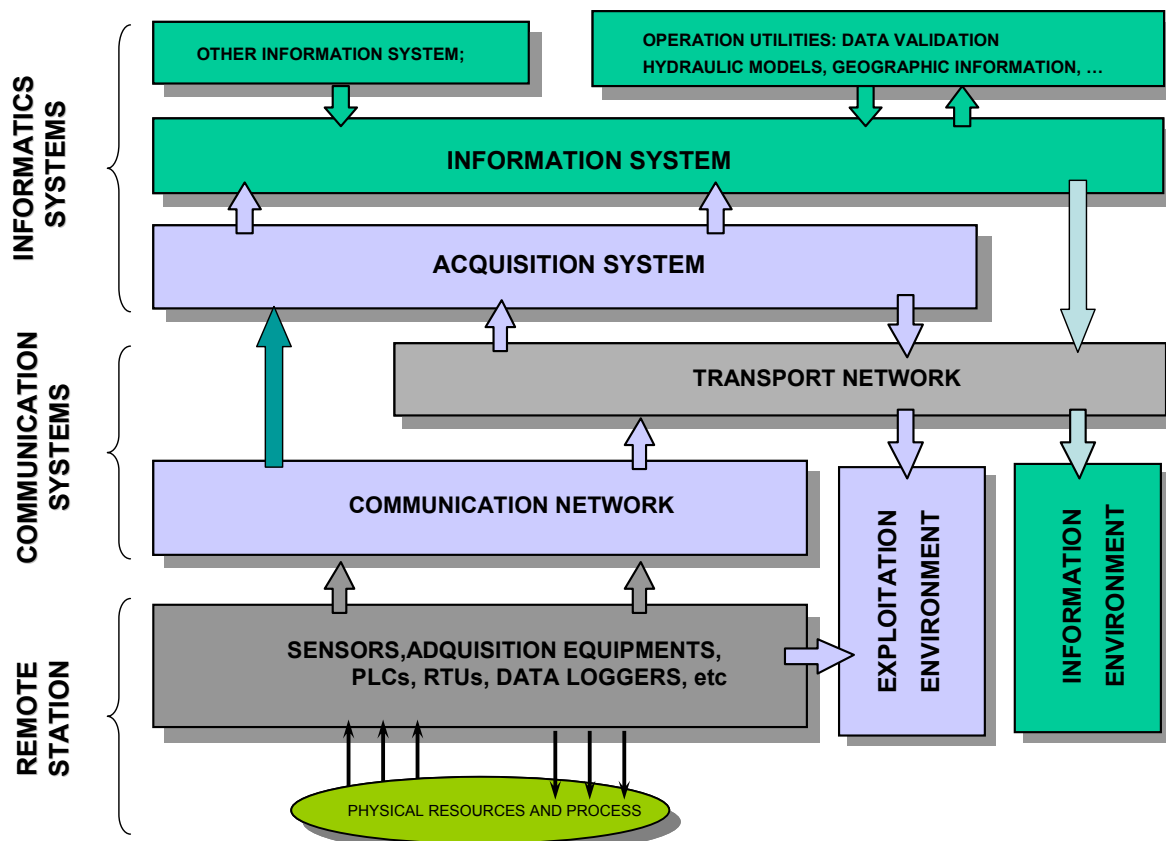 OTHER INFORMATION SYSTEM;
OPERATION UTILITIES: DATA VALIDATION
HYDRAULIC MODELS, GEOGRAPHIC INFORMATION, ...
INFORMATICS
SYSTEMS
INFORMATION SYSTEM
ACQUISITION SYSTEM
COMMUNICATION
SYSTEMS
TRANSPORT NETWORK
COMMUNICATION NETWORK
EXPLOITATION
ENVIRONMENT
INFORMATION
ENVIRONMENT
REMOTE
STATION
SENSORS,ADQUISITION EQUIPMENTS,
PLCs, RTUs, DATA LOGGERS, etc
PHYSICAL RESOURCES AND PROCESS